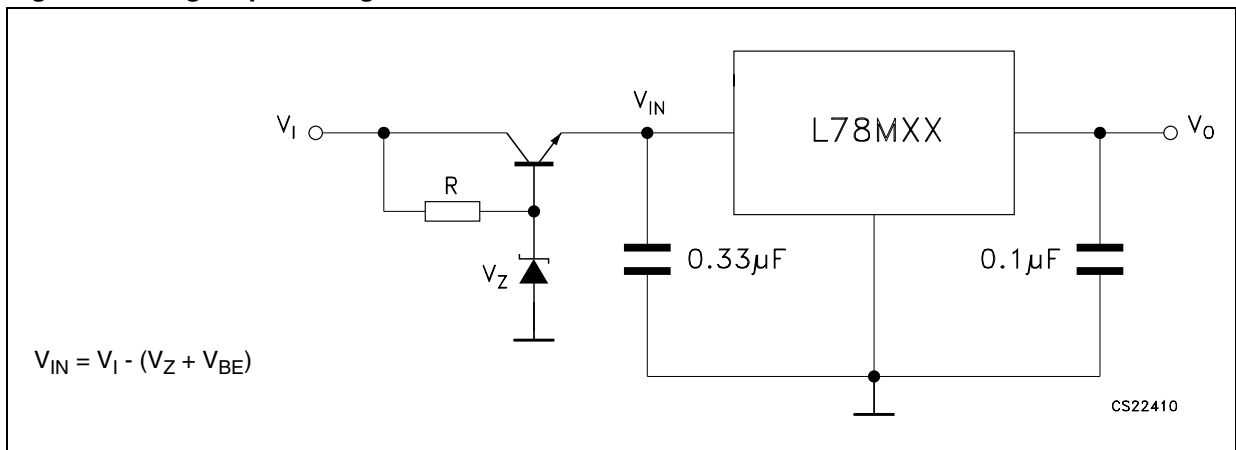 V_I
V_IN
L78MXX
V_O
R
V_Z
0.33µF
0.1µF
V_IN = V_I - (V_Z + V_BE)
CS22410